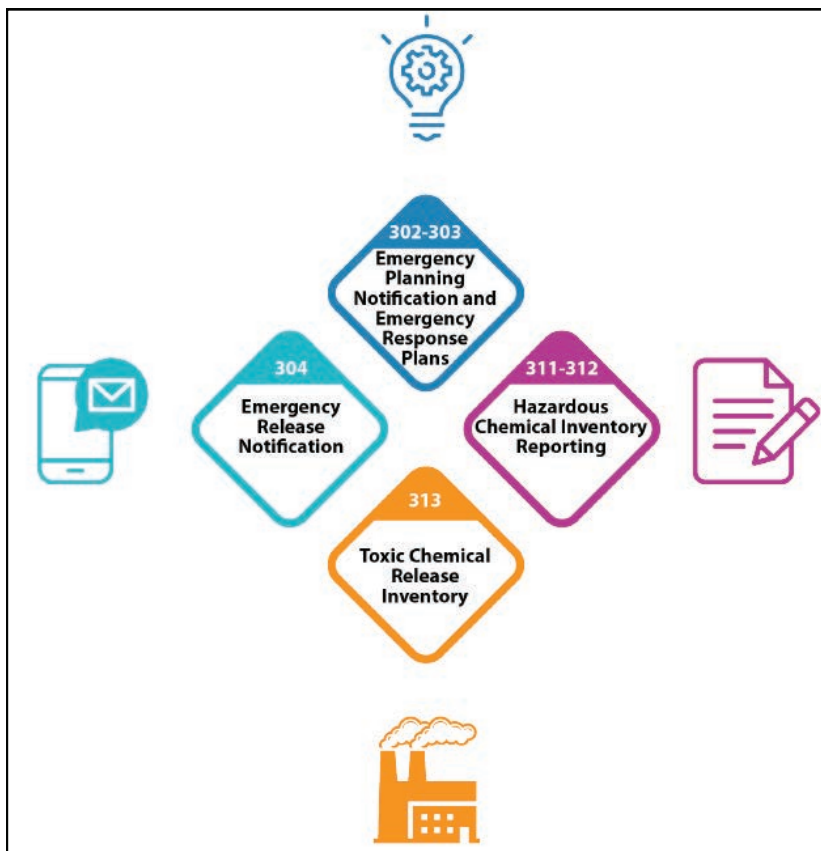 302-303
Emergency
Planning
Notification and
Emergency
Response
Plans
304
Emergency
Release
Notification
311-312
Hazardous
Chemical Inventory
Reporting
313
Toxic Chemical
Release
Inventory